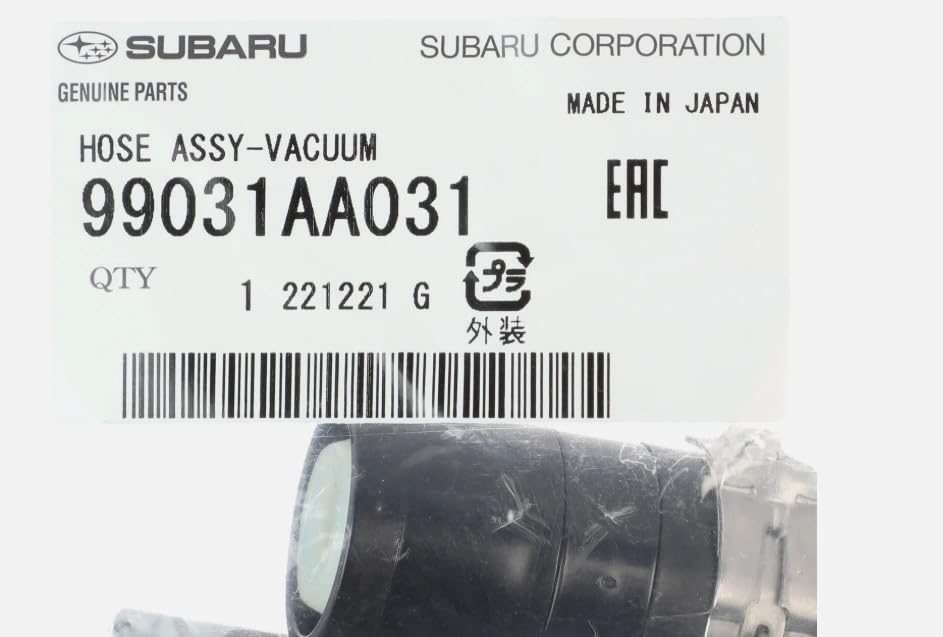 SUBARU
SUBARU CORPORATION
GENUINE PARTS
MADE IN JAPAN
HOSE ASSY-VACUUM
99031AA031
EAC
QTY
1 221221 G
プラ
外装